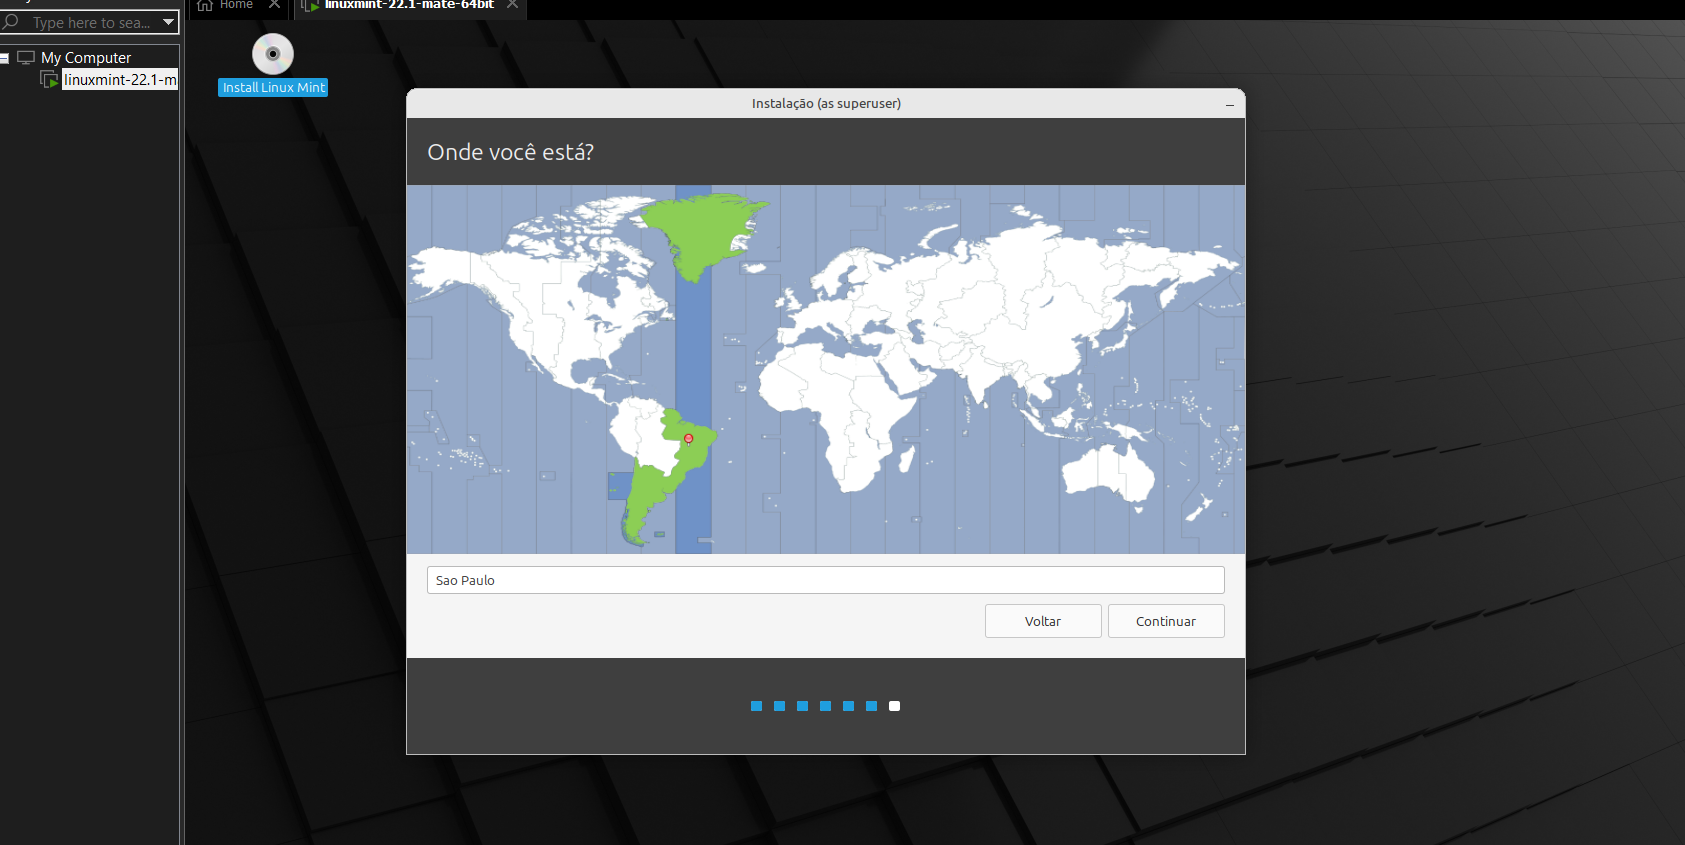 Home
linuxmint-22.1-mate-64bit
Type here to sea...
My Computer
linuxmint-22.1-m
Install Linux Mint
Instalação (as superuser)
Onde você está?
Sao Paulo
Voltar
Continuar